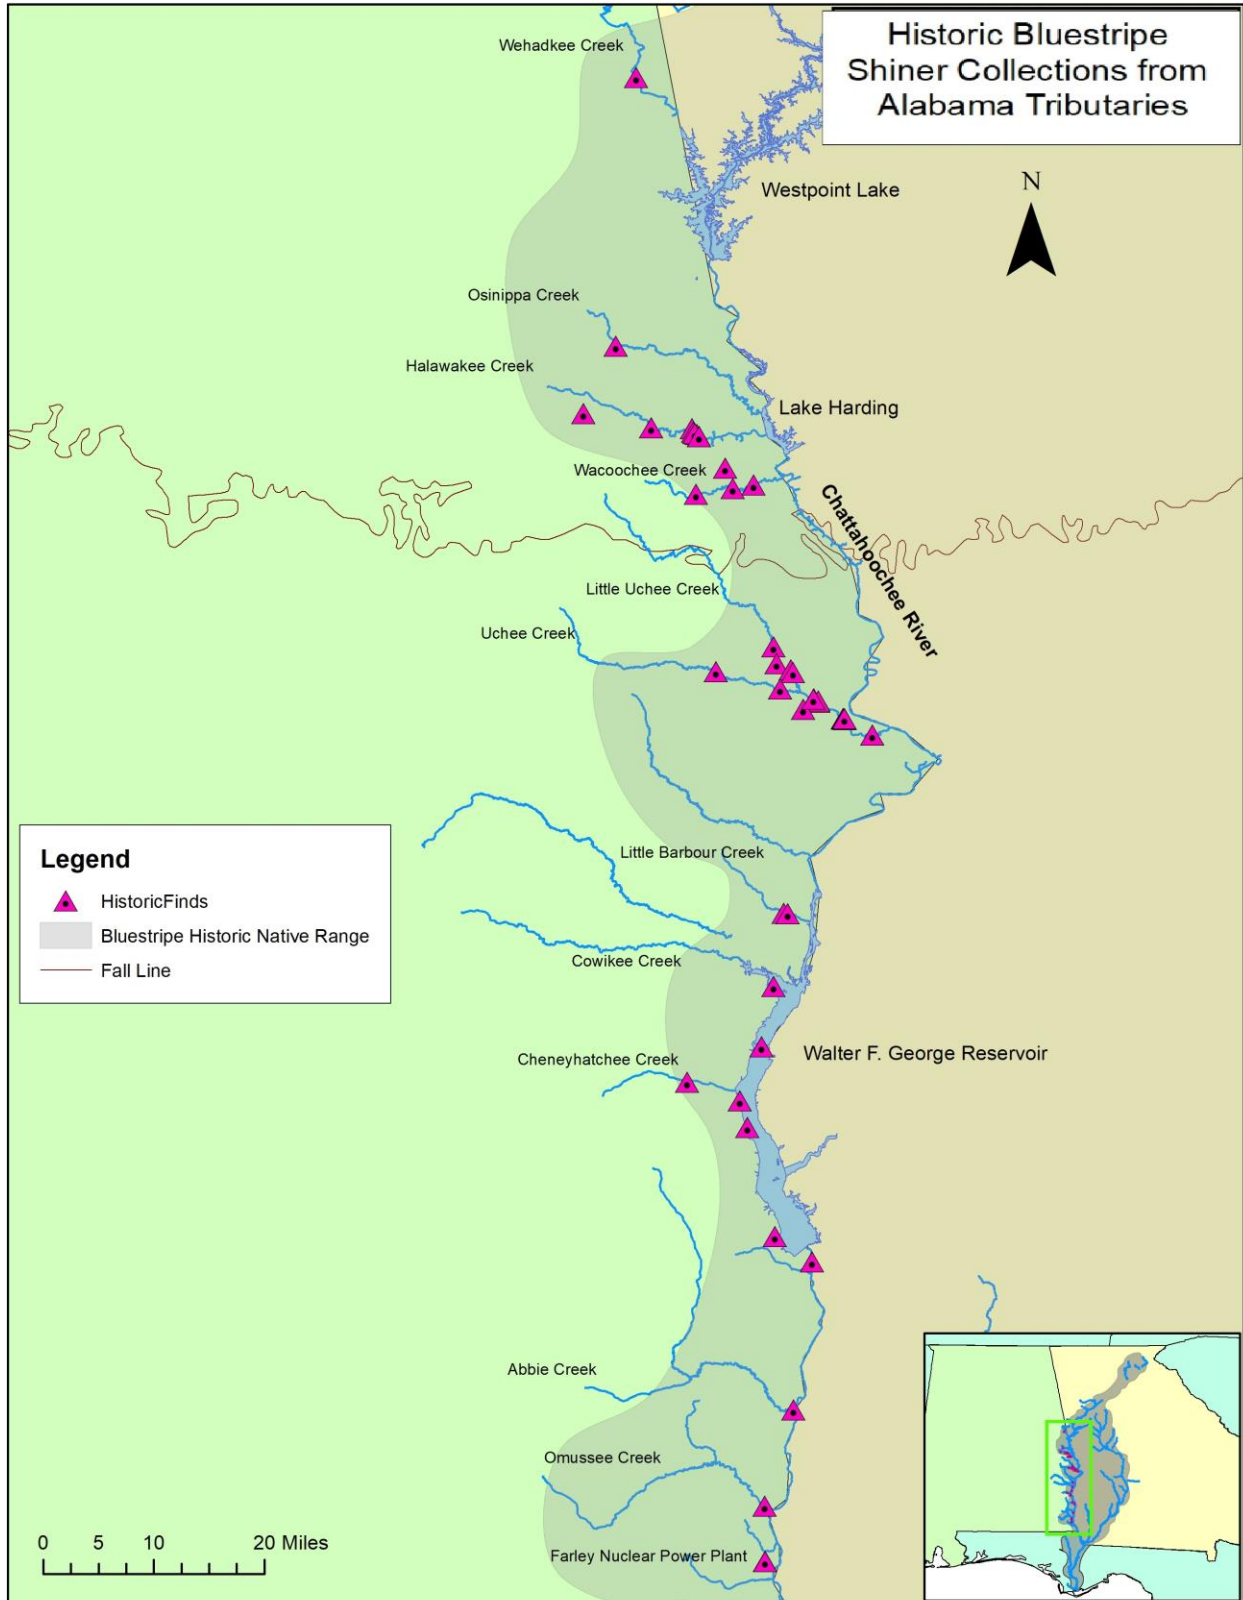 Historic Bluestripe
Shiner Collections from
Alabama Tributaries
Wehadkee Creek
Westpoint Lake
N
Osinippa Creek
Halawakee Creek
Lake Harding
Wacoochee Creek
Chattahoochee River
Little Uchee Creek
Uchee Creek
Little Barbour Creek
Legend
HistoricFinds
Bluestripe Historic Native Range
Fall Line
Cowikee Creek
Walter F. George Reservoir
Cheneyhatchee Creek
Abbie Creek
Omussee Creek
Farley Nuclear Power Plant
0 5 10 20 Miles